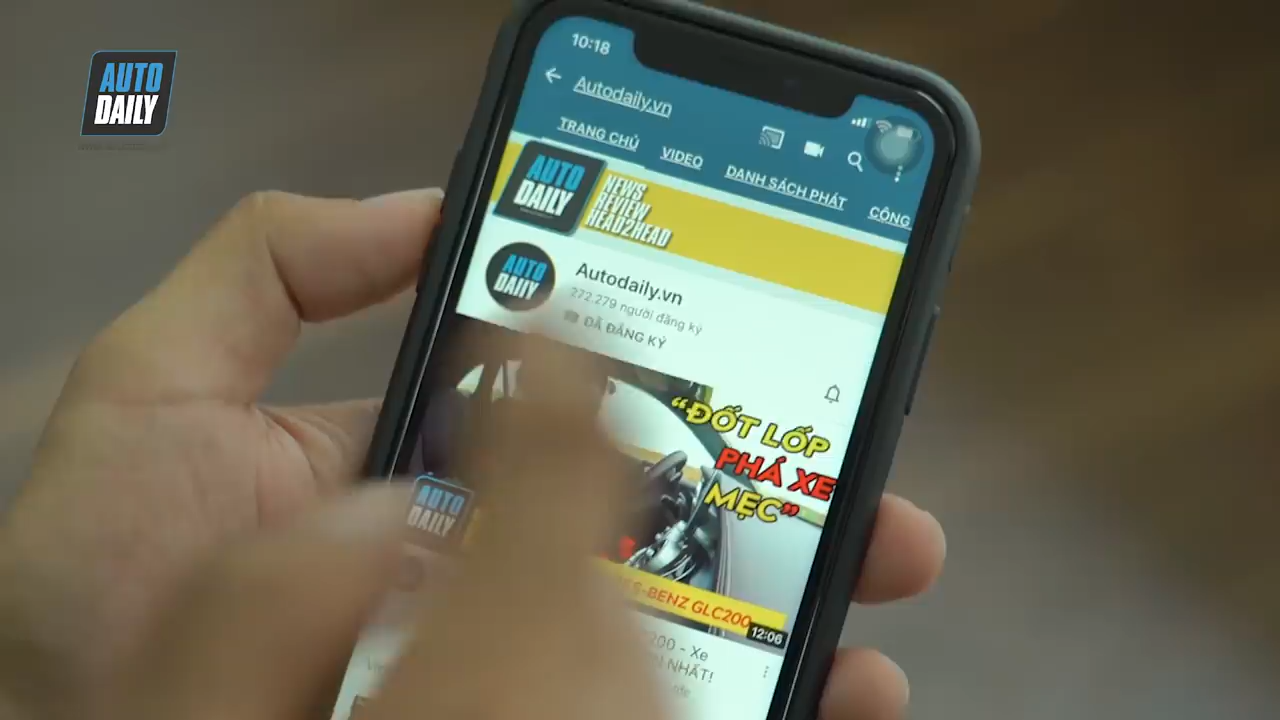 AUTO
DAILY
10:18
Autodaily.vn
TRANG CHỦ
VIDEO
DANH SÁCH PHÁT
CÔNG
AUTO
DAILY
NEWS
REVIEW
HEAD2HEAD
AUTO
DAILY
Autodaily.vn
272.279 người đăng ký
ĐÃ ĐĂNG KÝ
“ĐỐT LỐP
PHÁ XE
MẸC”
AUTO
DAILY
S-BENZ GLC200
12:06
200 - Xe
NHẤT!